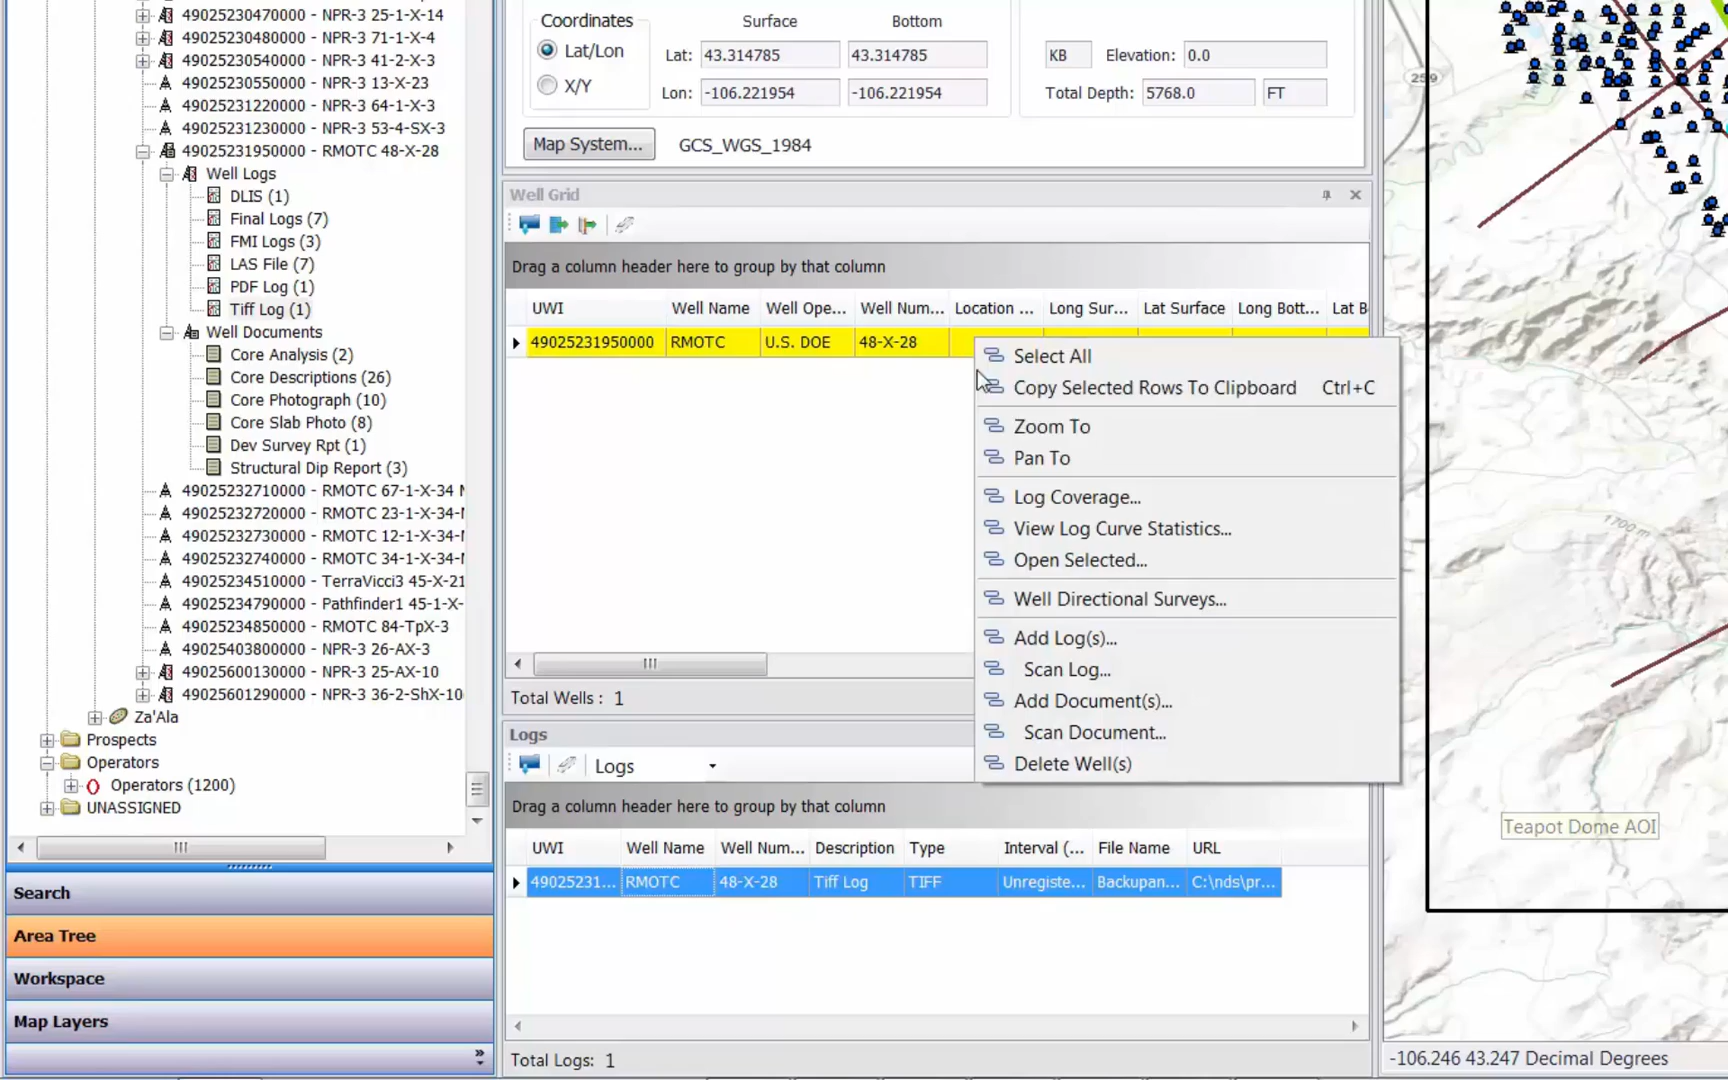 49025230470000 - NPR-3 25-1-X-14
49025230480000 - NPR-3 71-1-X-4
49025230540000 - NPR-3 41-2-X-3
49025230550000 - NPR-3 13-X-23
49025231220000 - NPR-3 64-1-X-3
49025231230000 - NPR-3 53-4-SX-3
49025231950000 - RMOTC 48-X-28
Well Logs
DLIS (1)
Final Logs (7)
FMI Logs (3)
LAS File (7)
PDF Log (1)
Tiff Log (1)
Well Documents
Core Analysis (2)
Core Descriptions (26)
Core Photograph (10)
Core Slab Photo (8)
Dev Survey Rpt (1)
Structural Dip Report (3)
49025232710000 - RMOTC 67-1-X-34
49025232720000 - RMOTC 23-1-X-34-
49025232730000 - RMOTC 12-1-X-34-
49025232740000 - RMOTC 34-1-X-34-
49025234510000 - TerraVicci3 45-X-21
49025234790000 - Pathfinder1 45-1-X-
49025234850000 - RMOTC 84-TpX-3
49025403800000 - NPR-3 26-AX-3
49025600130000 - NPR-3 25-AX-10
49025601290000 - NPR-3 36-2-ShX-10
Za'Ala
Prospects
Operators
Operators (1200)
UNASSIGNED
Search
Area Tree
Workspace
Map Layers
Coordinates
Surface Bottom
Lat/Lon
X/Y
Lat: 43.314785 43.314785
Lon: -106.221954 -106.221954
KB Elevation: 0.0
Total Depth: 5768.0 FT
Map System... GCS_WGS_1984
Well Grid
Drag a column header here to group by that column
UWI Well Name Well Ope... Well Num... Location ... Long Sur... Lat Surface Long Bott... Lat B
49025231950000 RMOTC U.S. DOE 48-X-28
Select All
Copy Selected Rows To Clipboard Ctrl+C
Zoom To
Pan To
Log Coverage...
View Log Curve Statistics...
Open Selected...
Well Directional Surveys...
Add Log(s)...
Scan Log...
Add Document(s)...
Scan Document...
Delete Well(s)
Total Wells : 1
Logs
Logs
Drag a column header here to group by that column
UWI Well Name Well Num... Description Type Interval (... File Name URL
49025231... RMOTC 48-X-28 Tiff Log TIFF Unregiste... Backupan... C:\nds\pr...
Total Logs: 1
259
1700 m
Teapot Dome AOI
-106.246 43.247 Decimal Degrees